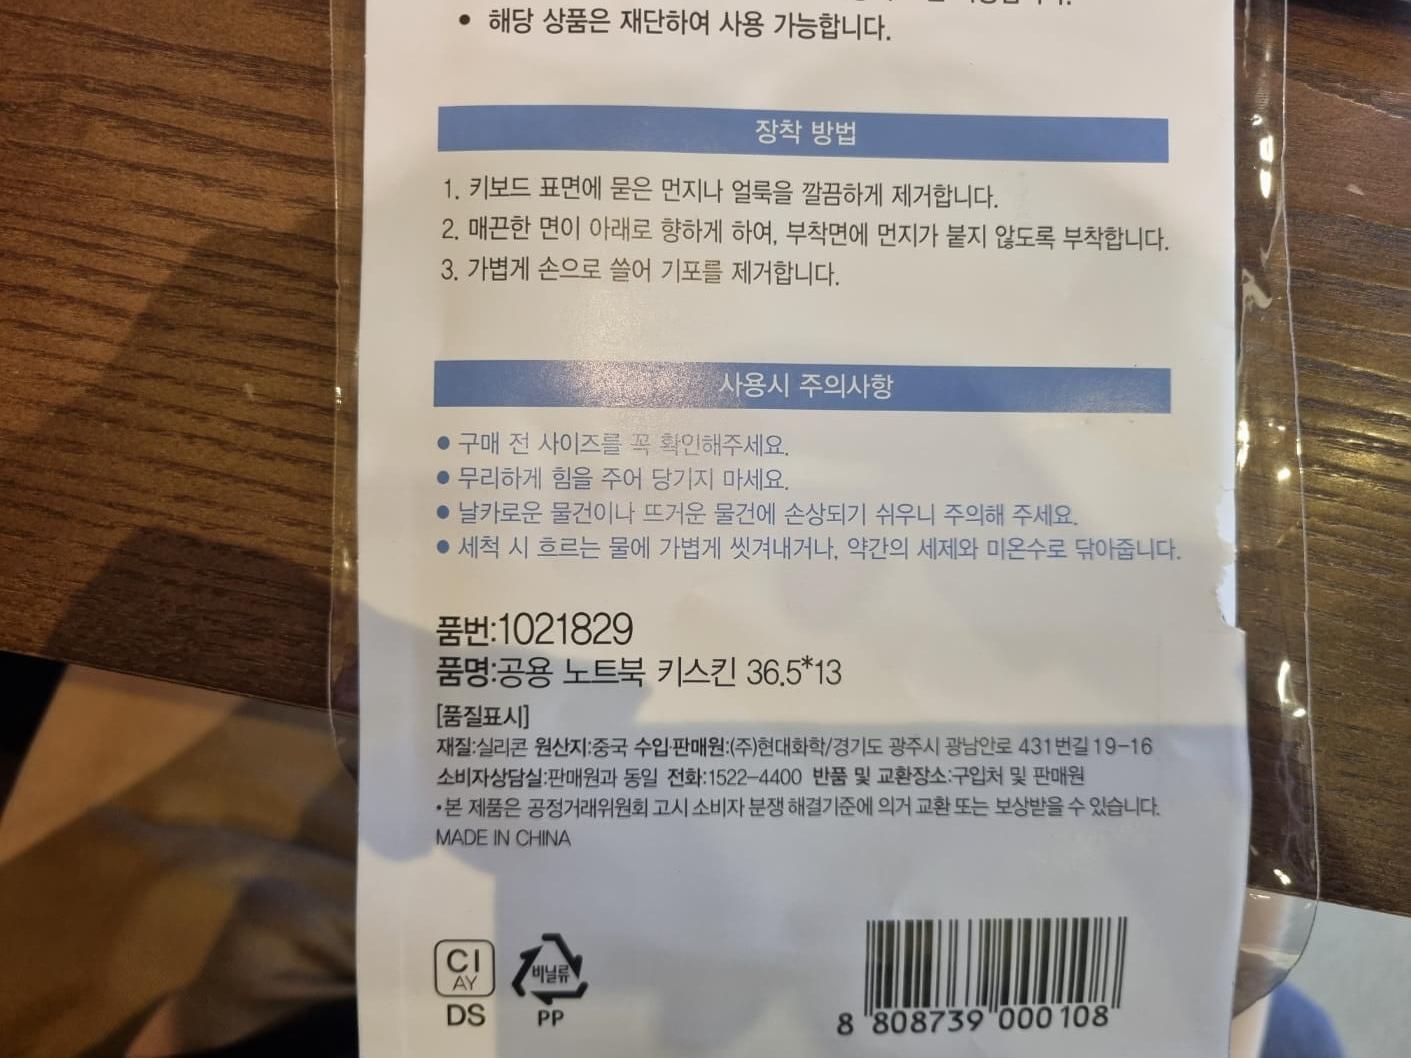 • 해당 상품은 재단하여 사용 가능합니다.
장착 방법
1. 키보드 표면에 묻은 먼지나 얼룩을 깔끔하게 제거합니다.
2. 매끈한 면이 아래로 향하게 하여, 부착면에 먼지가 붙지 않도록 부착합니다.
3. 가볍게 손으로 쓸어 기포를 제거합니다.
사용시 주의사항
● 구매 전 사이즈를 꼭 확인해주세요.
● 무리하게 힘을 주어 당기지 마세요.
● 날카로운 물건이나 뜨거운 물건에 손상되기 쉬우니 주의해 주세요.
● 세척 시 흐르는 물에 가볍게 씻겨내거나, 약간의 세제와 미온수로 닦아줍니다.
품번:1021829
품명:공용 노트북 키스킨 36.5*13
[품질표시]
재질:실리콘 원산지:중국 수입·판매원:(주)현대화학/경기도 광주시 광남안로 431번길 19-16
소비자상담실:판매원과 동일 전화:1522-4400 반품 및 교환장소:구입처 및 판매원
•본 제품은 공정거래위원회 고시 소비자 분쟁 해결기준에 의거 교환 또는 보상받을 수 있습니다.
MADE IN CHINA
CI
AY
DS
비닐류
PP
8 808739 000108